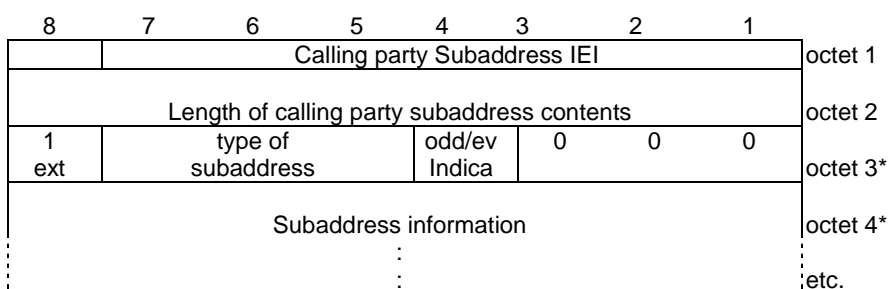 8 7 6 5 4 3 2 1
Calling party Subaddress IEI octet 1
Length of calling party subaddress contents octet 2
1 type of odd/ev 0 0 0
ext subaddress Indica octet 3*
Subaddress information octet 4*
:
: etc.